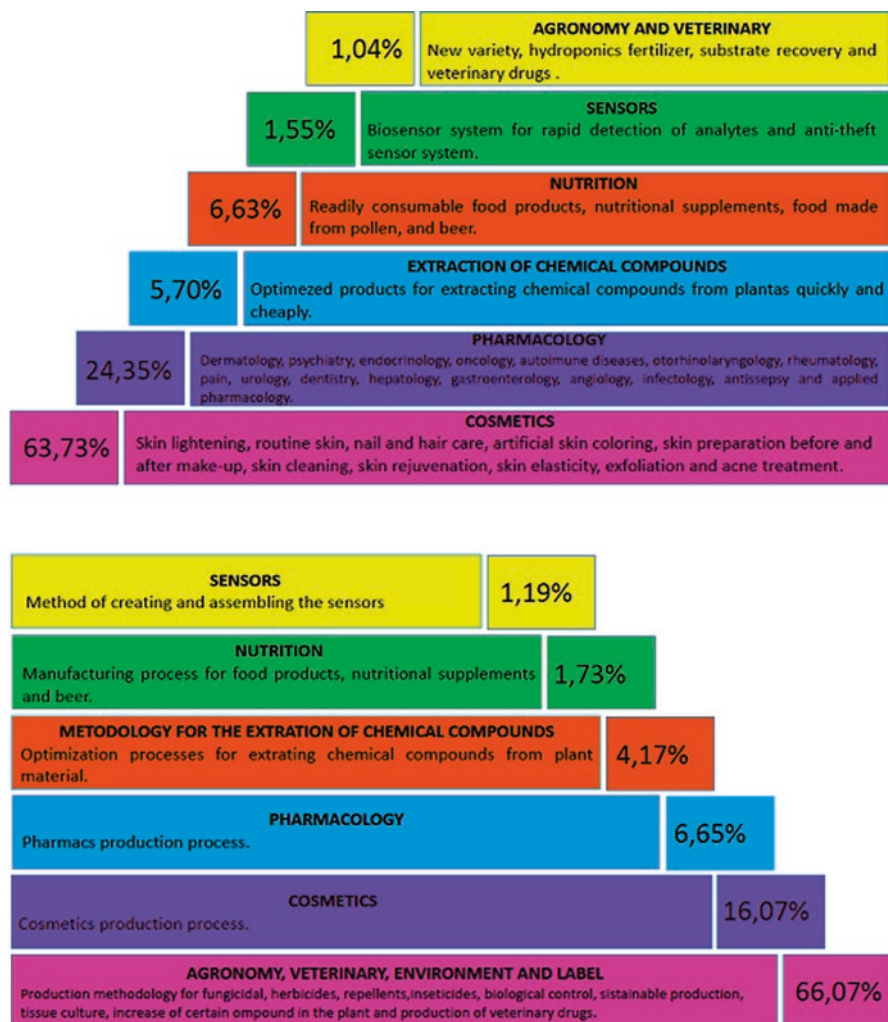 AGRONOMY AND VETERINARY
1,04%
New variety, hydroponics fertilizer, substrate recovery and
veterinary drugs .
SENSORS
1,55%
Biosensor system for rapid detection of analytes and anti-theft
sensor system.
NUTRITION
6,63%
Readily consumable food products, nutritional supplements, food made
from pollen, and beer.
EXTRACTION OF CHEMICAL COMPOUNDS
5,70%
Optimezed products for extracting chemical compounds from plantas quickly and
cheaply.
PHARMACOLOGY
24,35%
Dermatology, psychiatry, endocrinology, oncology, autoimune diseases, otorhinolaryngology, rheumatology,
pain, urology, dentistry, hepatology, gastroenterology, angiology, infectology, antissepsy and applied
pharmacology.
COSMETICS
63,73%
Skin lightening, routine skin, nail and hair care, artificial skin coloring, skin preparation before and
after make-up, skin cleaning, skin rejuvenation, skin elasticity, exfoliation and acne treatment.
SENSORS
Method of creating and assembling the sensors
1,19%
NUTRITION
Manufacturing process for food products, nutritional supplements
and beer.
1,73%
METODOLOGY FOR THE EXTRATION OF CHEMICAL COMPOUNDS
Optimization processes for extrating chemical compounds from plant
material.
4,17%
PHARMACOLOGY
Pharmacs production process.
6,65%
COSMETICS
Cosmetics production process.
16,07%
AGRONOMY, VETERINARY, ENVIRONMENT AND LABEL
Production methodology for fungicidal, herbicides, repellents,inseticides, biological control, sistainable production,
tissue culture, increase of certain ompound in the plant and production of veterinary drugs.
66,07%